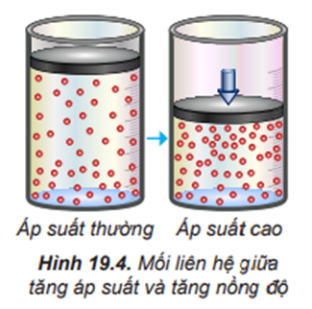 Áp suất thường Áp suất cao
Hình 19.4. Mối liên hệ giữa
tăng áp suất và tăng nồng độ